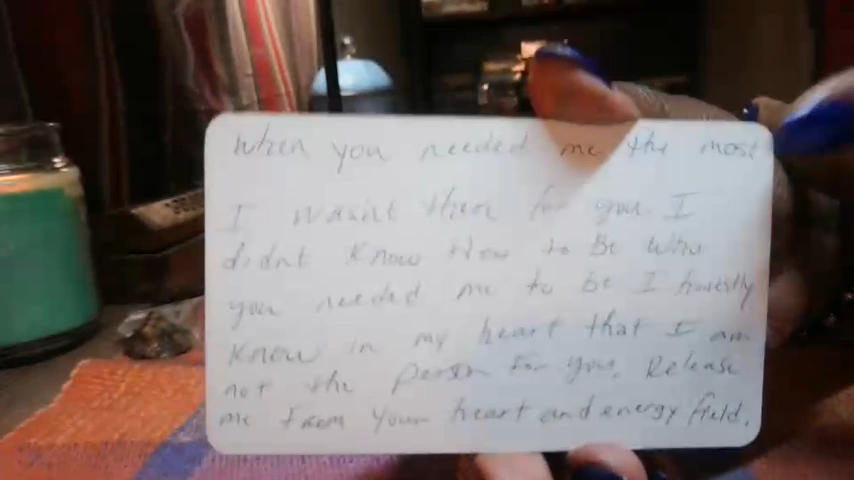 When you needed me the most
I wasn't there for you I
didnt Know How to Be who
you needed me to be I honestly
Know in my heart that I am
not the person for you. Release
me from your heart and energy field.